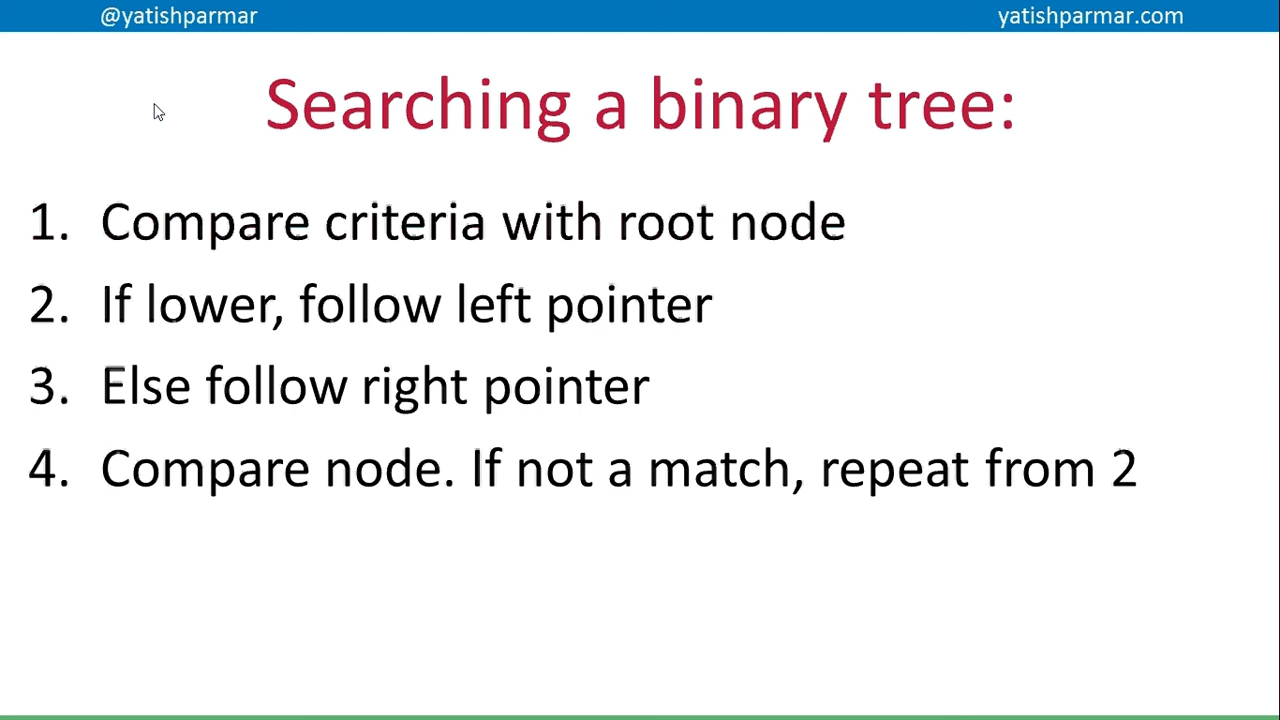 @yatishparmar yatishparmar.com
Searching a binary tree:
1. Compare criteria with root node
2. If lower, follow left pointer
3. Else follow right pointer
4. Compare node. If not a match, repeat from 2